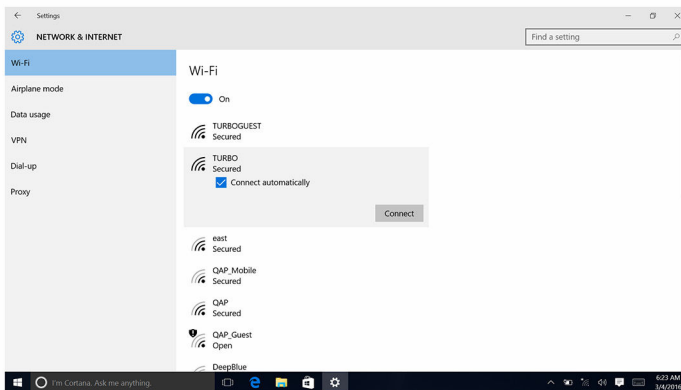 Settings
NETWORK & INTERNET
Find a setting
Wi-Fi
Airplane mode
Data usage
VPN
Dial-up
Proxy
Wi-Fi
On
TURBOGUEST
Secured
TURBO
Secured
Connect automatically
Connect
east
Secured
QAP_Mobile
Secured
QAP
Secured
QAP_Guest
Open
DeepBlue
I'm Cortana. Ask me anything.
6:23 AM
3/4/2016